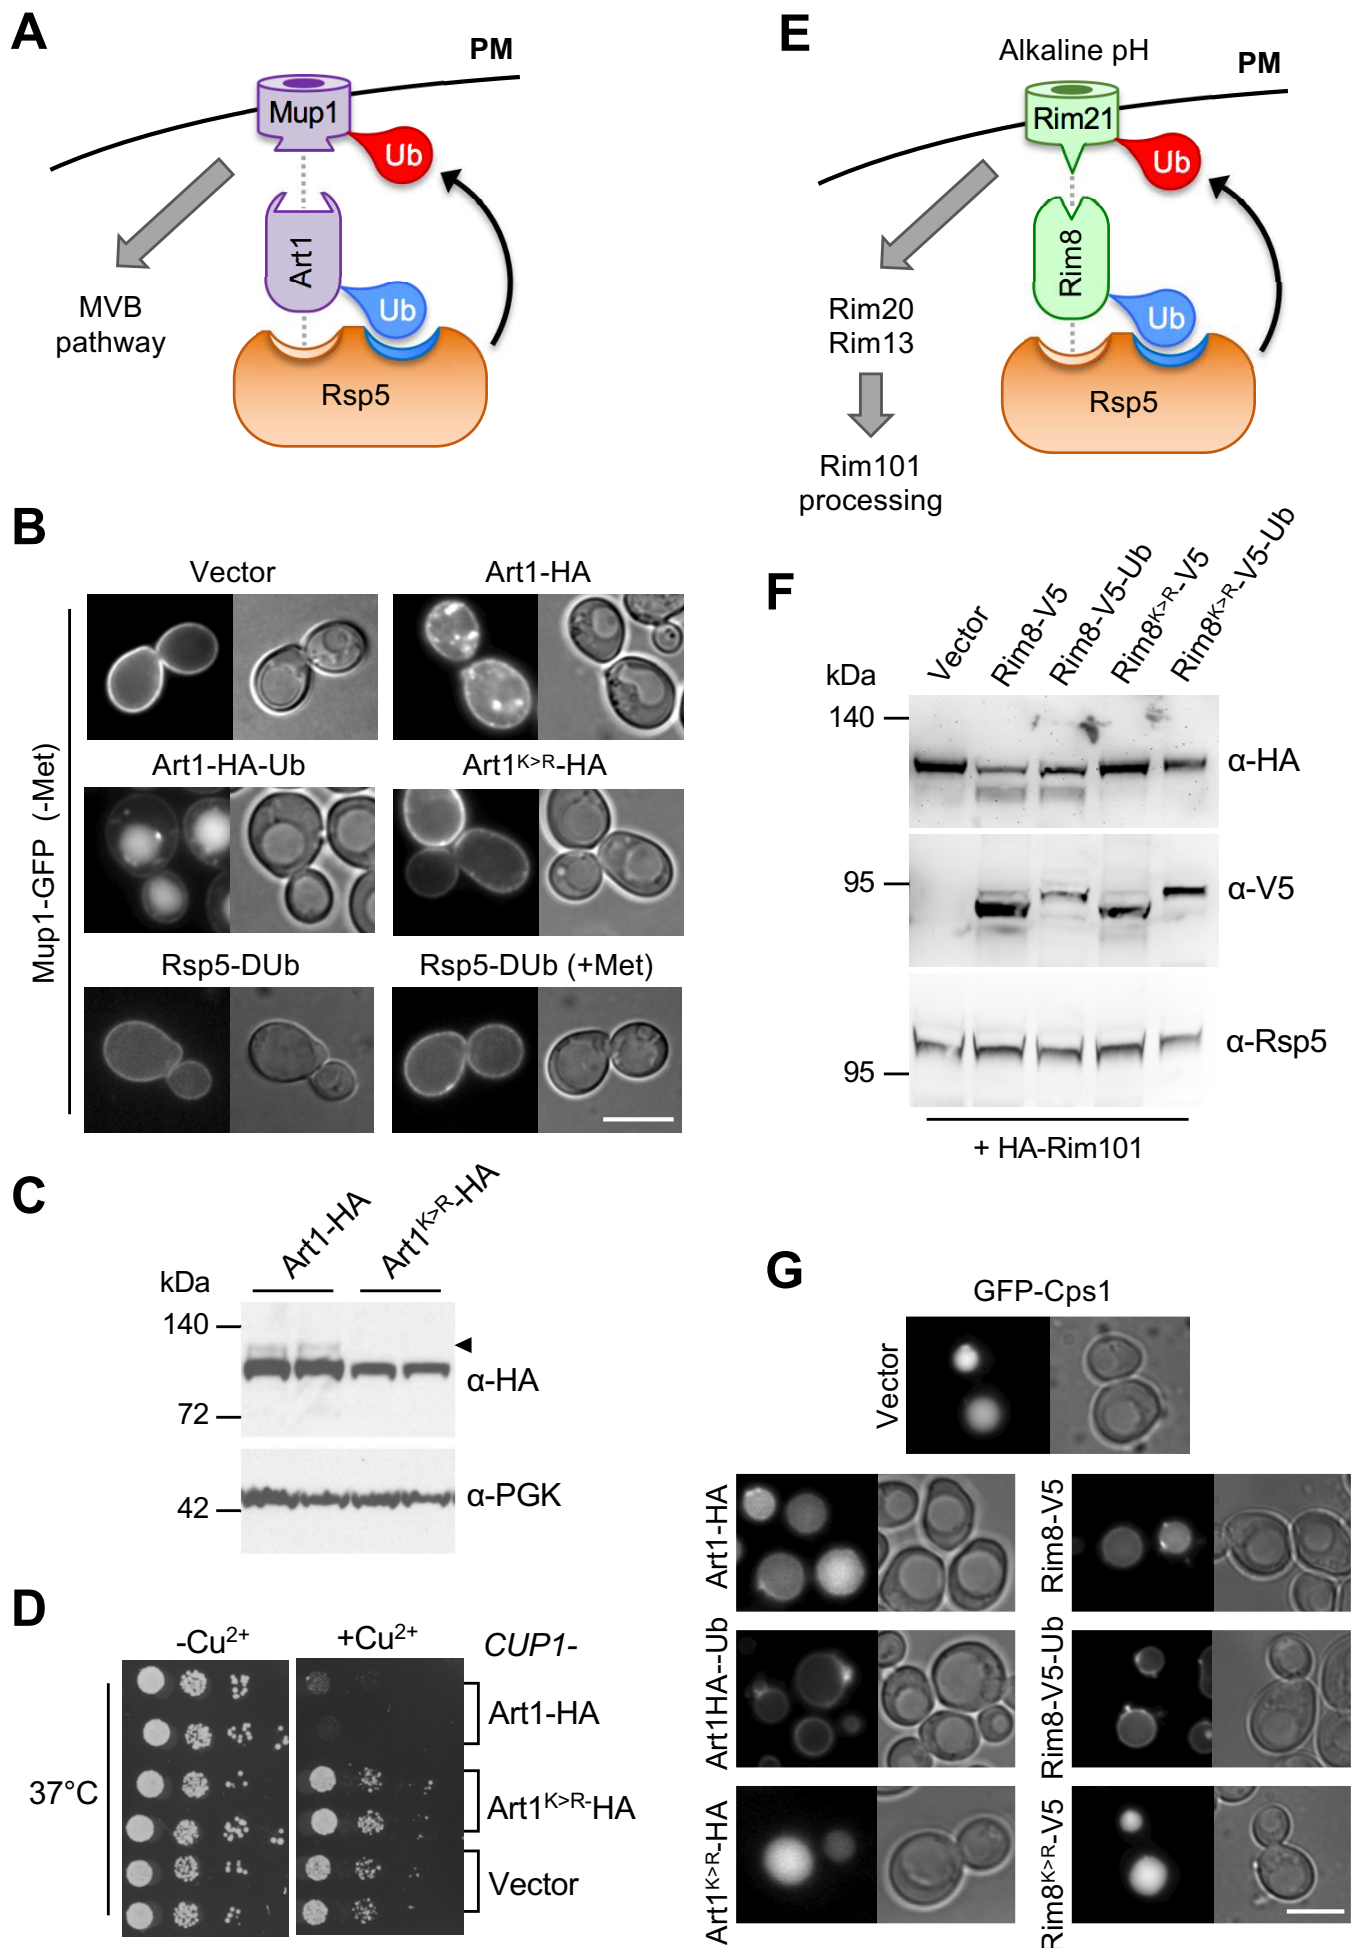 A
PM
Mup1
Ub
Art1
Ub
MVB
pathway
Rsp5
B
Vector
Art1-HA
Art1-HA-Ub
Art1K>R-HA
Rsp5-DUb
Rsp5-DUb (+Met)
Mup1-GFP (-Met)
C
Art1-HA
Art1K>R-HA
kDa
140
72
α-HA
42
α-PGK
D
-Cu2+
+Cu2+
CUP1-
37°C
Art1-HA
Art1K>R-HA
Vector
E
Alkaline pH
PM
Rim21
Ub
Rim8
Ub
Rim20
Rim13
Rsp5
Rim101
processing
F
Vector
Rim8-V5
Rim8-V5-Ub
Rim8K>R-V5
Rim8K>R-V5-Ub
kDa
140
α-HA
95
α-V5
α-Rsp5
95
+ HA-Rim101
G
GFP-Cps1
Vector
Art1-HA
Rim8-V5
Art1HA--Ub
Rim8-V5-Ub
Art1K>R-HA
Rim8K>R-V5